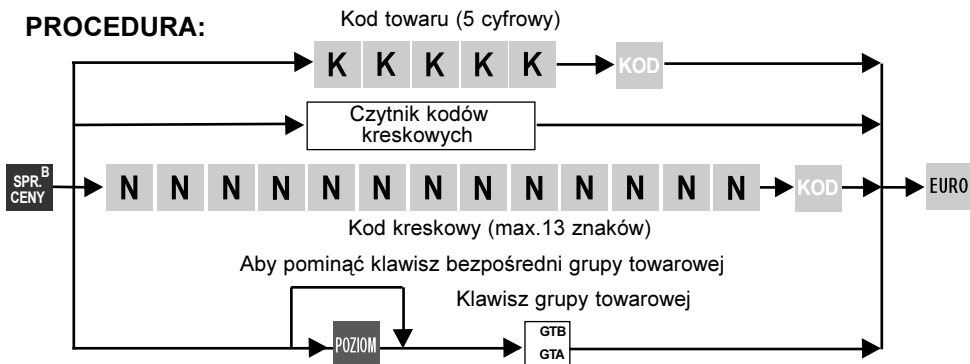 PROCEDURA:
Kod towaru (5 cyfrowy)
K K K K K KOD
Czytnik kodów
kreskowych
SPR. B
CENY
N N N N N N N N N N N N N KOD
EURO
Kod kreskowy (max.13 znaków)
Aby pominąć klawisz bezpośredni grupy towarowej
Klawisz grupy towarowej
POZIOM
GTB
GTA